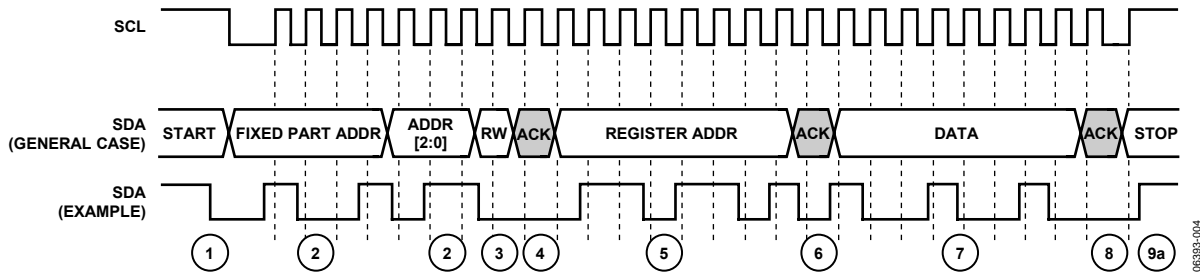 SCL
SDA
(GENERAL CASE)
START
FIXED PART ADDR
ADDR
[2:0]
RW
ACK
REGISTER ADDR
ACK
DATA
ACK
STOP
SDA
(EXAMPLE)
1
2
2
3
4
5
6
7
8
9a
06393-004